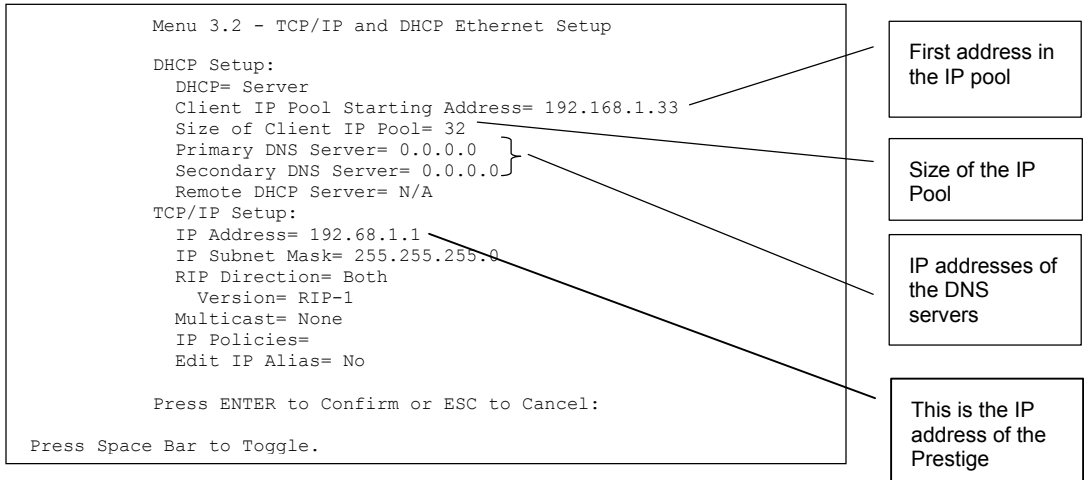 Menu 3.2 - TCP/IP and DHCP Ethernet Setup
DHCP Setup:
DHCP= Server
Client IP Pool Starting Address= 192.168.1.33
Size of Client IP Pool= 32
Primary DNS Server= 0.0.0.0
Secondary DNS Server= 0.0.0.0
Remote DHCP Server= N/A
TCP/IP Setup:
IP Address= 192.68.1.1
IP Subnet Mask= 255.255.255.0
RIP Direction= Both
Version= RIP-1
Multicast= None
IP Policies=
Edit IP Alias= No
Press ENTER to Confirm or ESC to Cancel:
Press Space Bar to Toggle.
First address in
the IP pool
Size of the IP
Pool
IP addresses of
the DNS
servers
This is the IP
address of the
Prestige